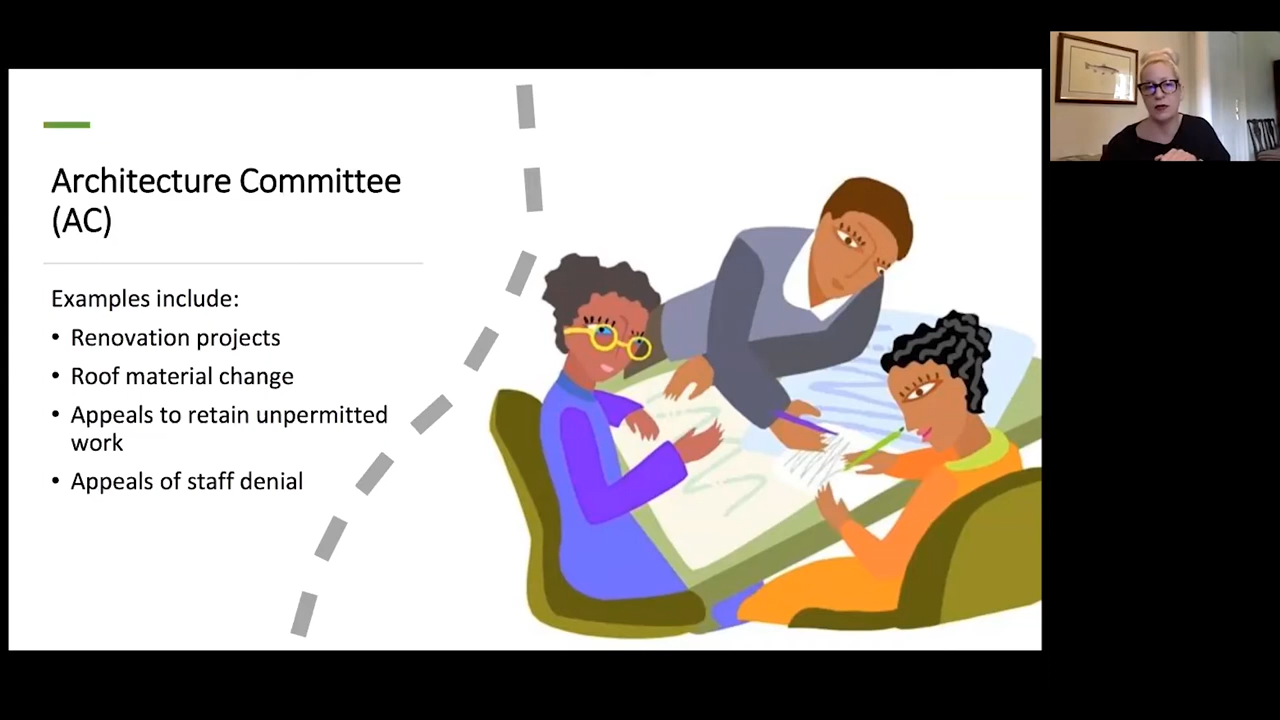 Architecture Committee
(AC)
Examples include:
• Renovation projects
• Roof material change
• Appeals to retain unpermitted
work
• Appeals of staff denial